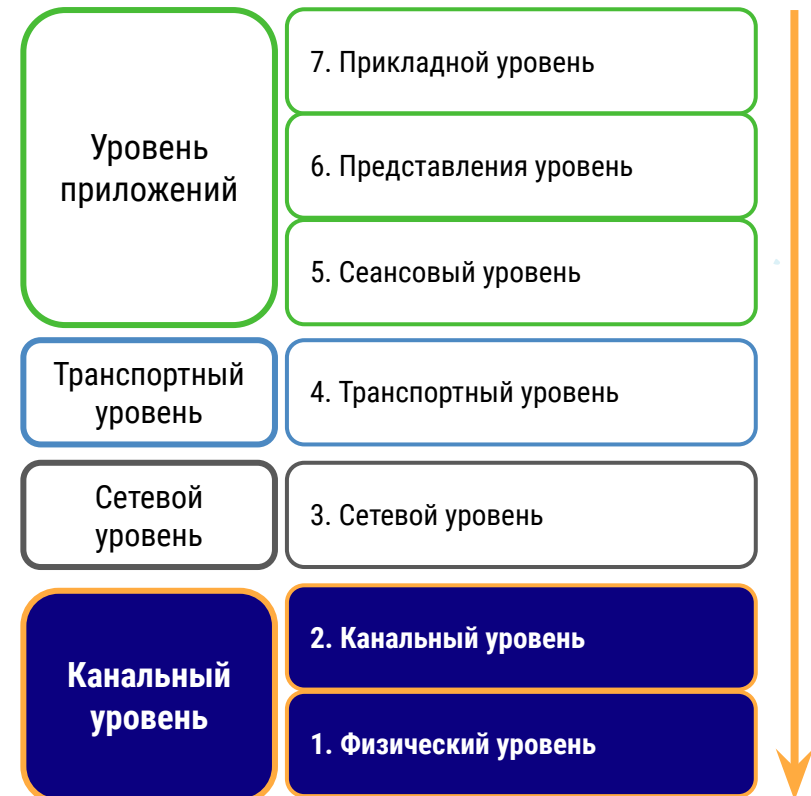 Уровень
приложений
7. Прикладной уровень
6. Представления уровень
5. Сеансовый уровень
Транспортный
уровень
4. Транспортный уровень
Сетевой
уровень
3. Сетевой уровень
Канальный
уровень
2. Канальный уровень
1. Физический уровень